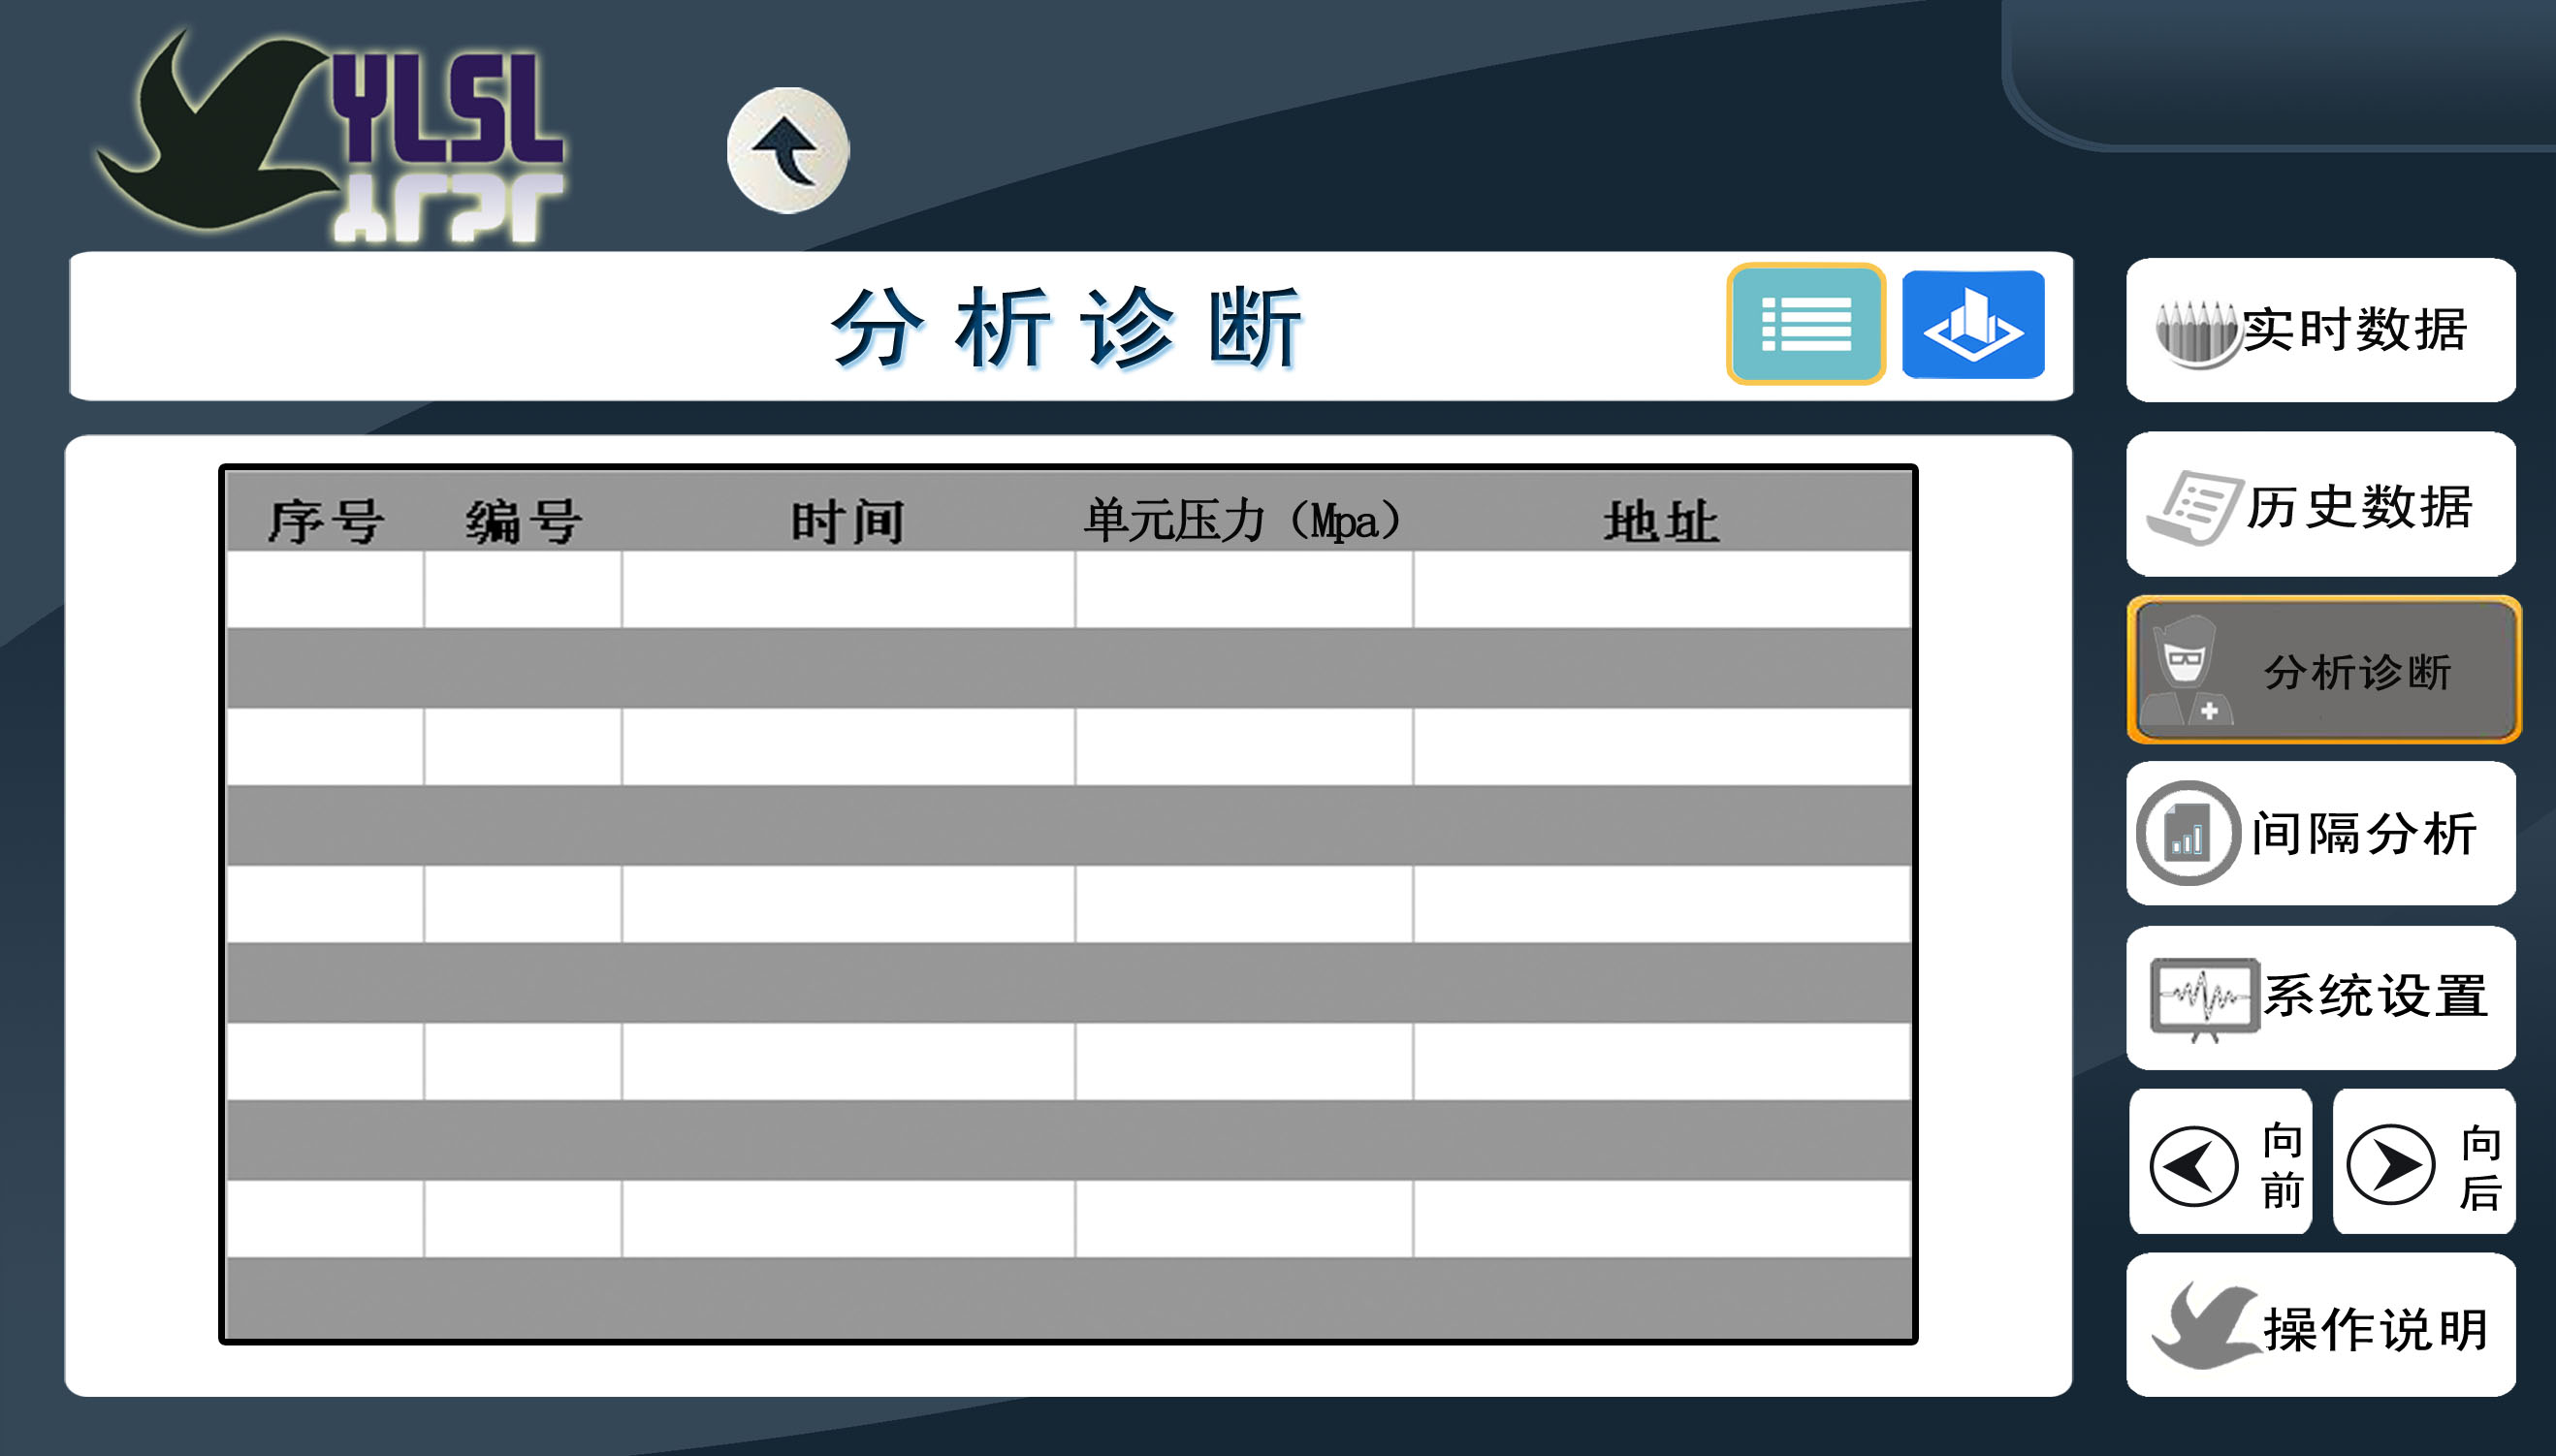 YLSL
分析诊断
序号 编号 时间 单元压力（Mpa） 地址
实时数据
历史数据
分析诊断
间隔分析
系统设置
向前
向后
操作说明